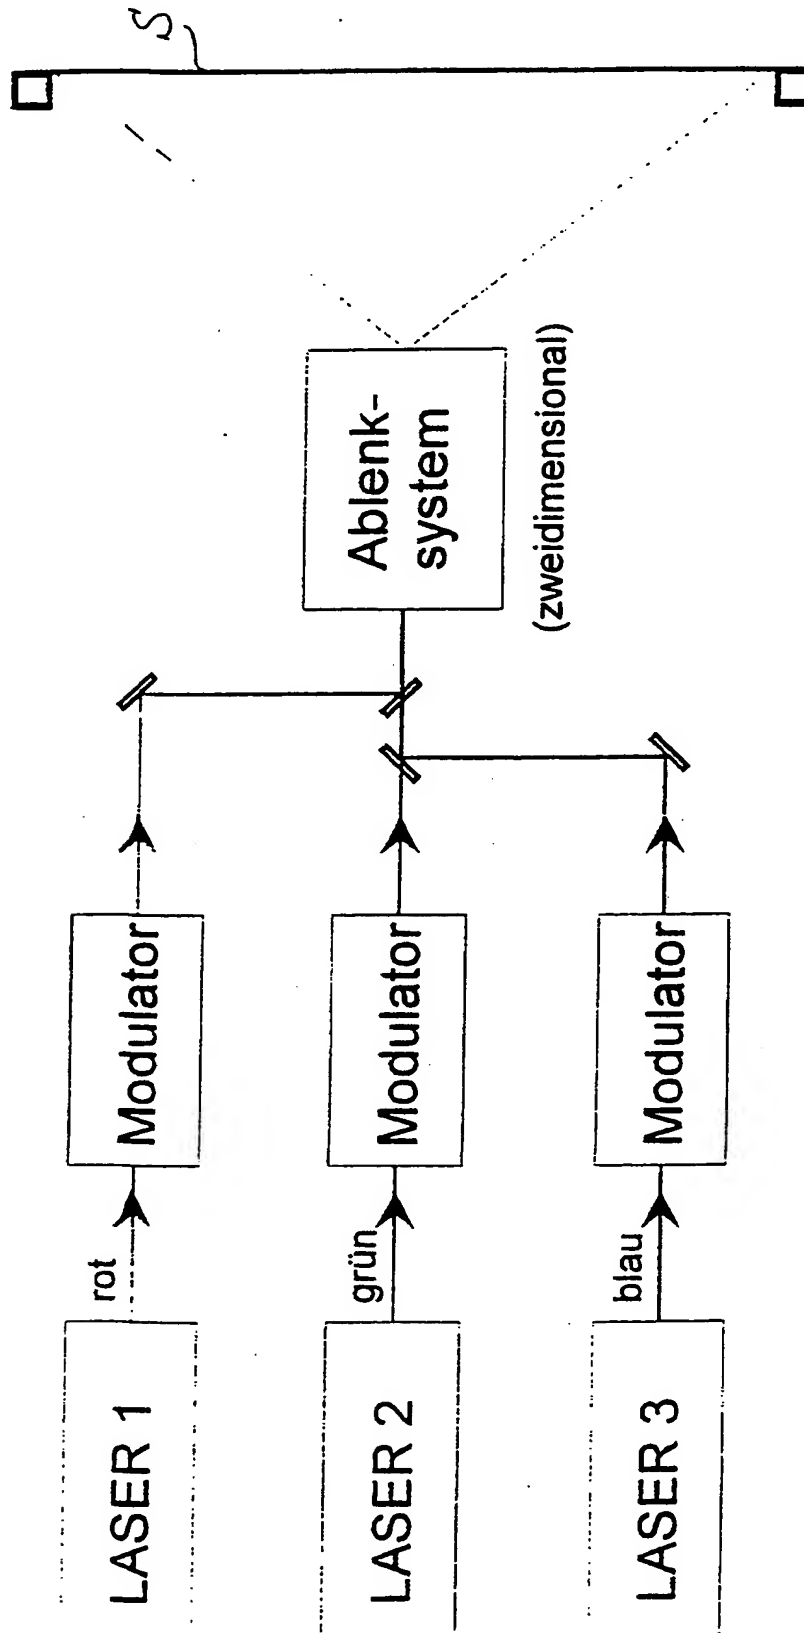 LASER 1
rot
Modulator
LASER 2
grün
Modulator
LASER 3
blau
Modulator
Ablenk-
system
(zweidimensional)
S